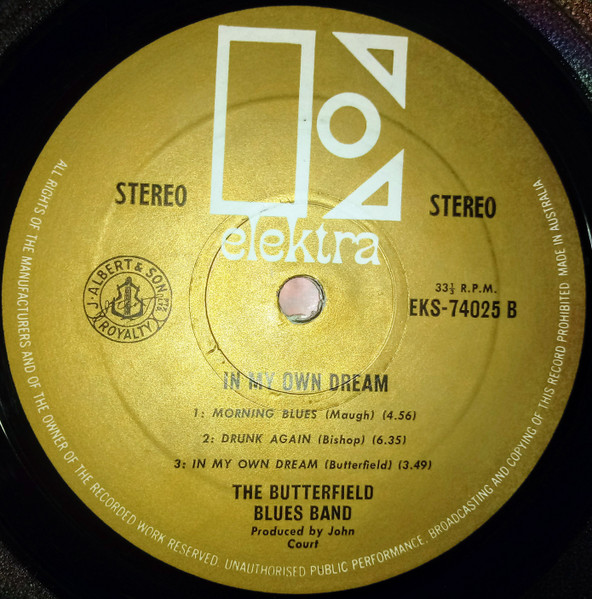 elektra
STEREO
STEREO
J. ALBERT & SON PTY. LTD.
ROYALTY
33⅓ R.P.M.
EKS-74025 B
IN MY OWN DREAM
1: MORNING BLUES (Maugh) (4.56)
2: DRUNK AGAIN (Bishop) (6.35)
3: IN MY OWN DREAM (Butterfield) (3.49)
THE BUTTERFIELD
BLUES BAND
Produced by John
Court
ALL RIGHTS OF THE MANUFACTURERS AND OF THE OWNER OF THE RECORDED WORK RESERVED. UNAUTHORISED PUBLIC PERFORMANCE, BROADCASTING AND COPYING OF THIS RECORD PROHIBITED MADE IN AUSTRALIA